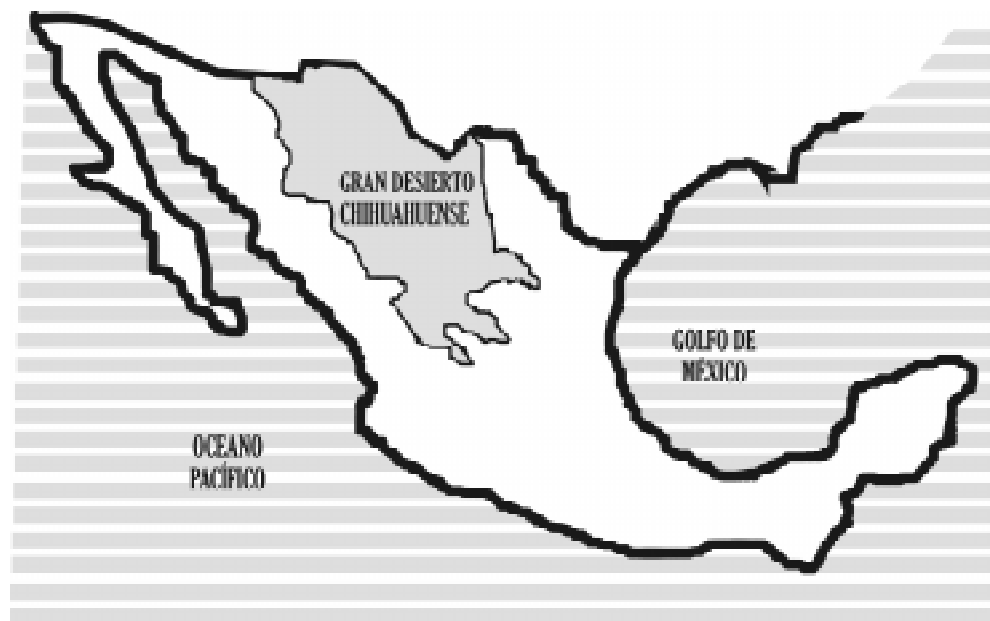 GRAN DESIERTO
CHIHUAHUENSE
GOLFO DE
MÉXICO
OCEANO
PACÍFICO